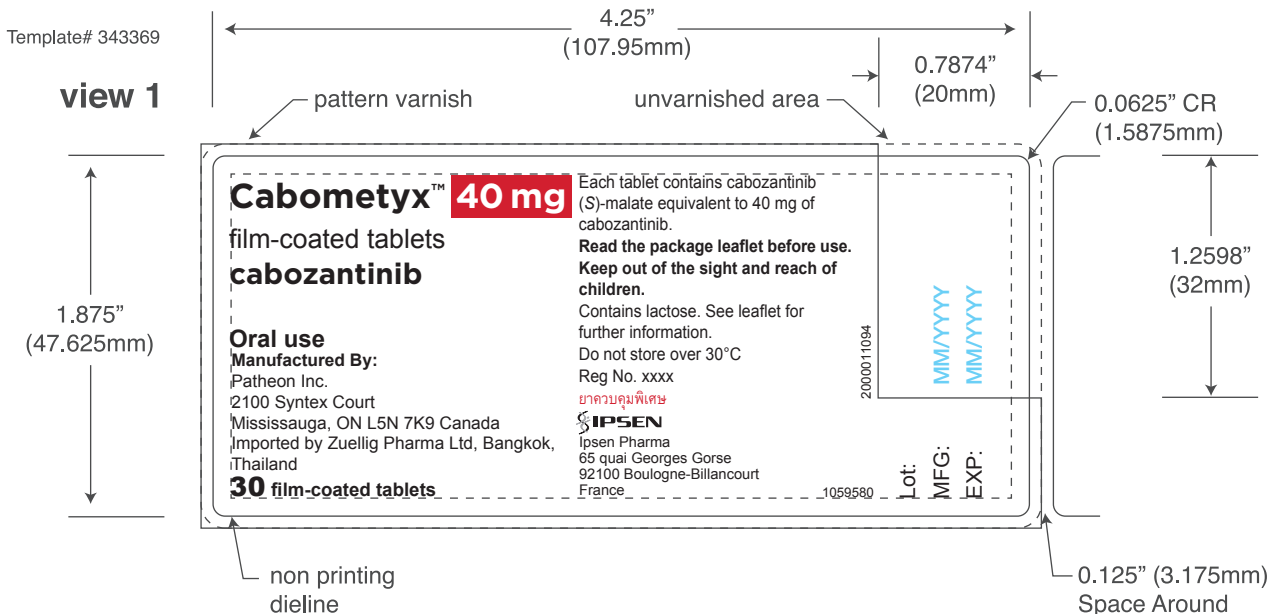 Template# 343369
view 1
4.25”
(107.95mm)
0.7874”
(20mm)
pattern varnish
unvarnished area
0.0625” CR
(1.5875mm)
1.875”
(47.625mm)
1.2598”
(32mm)
Cabometyx™ 40 mg
film-coated tablets
cabozantinib
Oral use
Manufactured By:
Patheon Inc.
2100 Syntex Court
Mississauga, ON L5N 7K9 Canada
Imported by Zuellig Pharma Ltd, Bangkok,
Thailand
30 film-coated tablets
Each tablet contains cabozantinib
(S)-malate equivalent to 40 mg of
cabozantinib.
Read the package leaflet before use.
Keep out of the sight and reach of
children.
Contains lactose. See leaflet for
further information.
Do not store over 30°C
Reg No. xxxx
ยาควบคุมพิเศษ
IPSEN
Ipsen Pharma
65 quai Georges Gorse
92100 Boulogne-Billancourt
France
1059580
2000011094
Lot:
MFG: MM/YYYY
EXP: MM/YYYY
non printing
dieline
0.125” (3.175mm)
Space Around